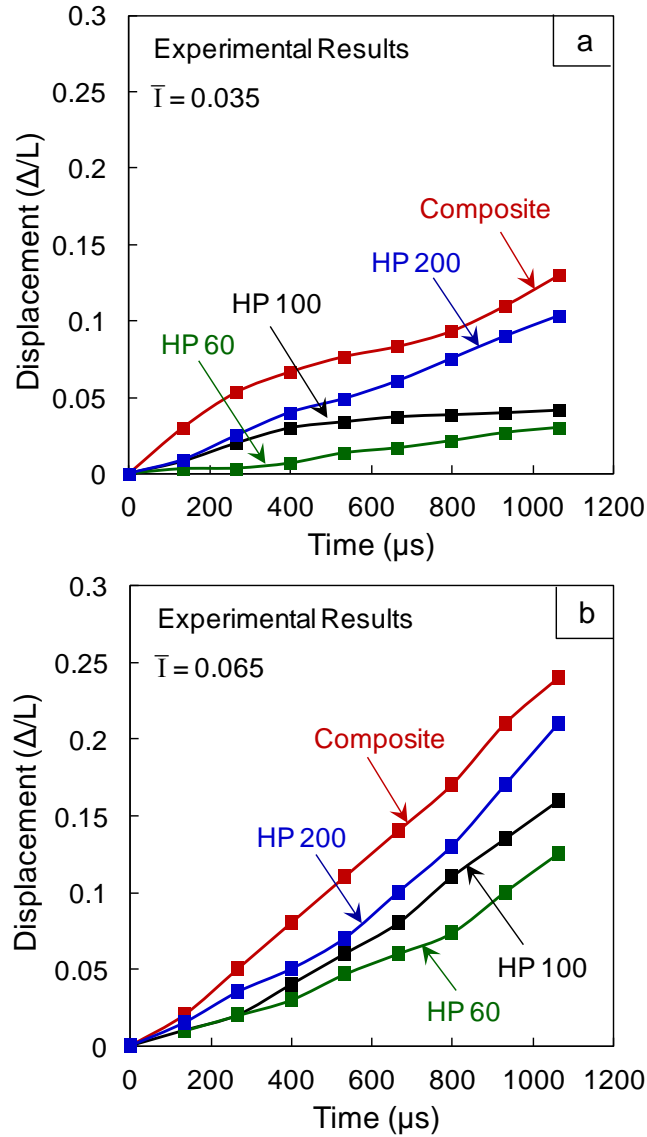 0.3
Experimental Results
a
Ī = 0.035
0.25
0.2
Displacement (Δ/L)
Composite
0.15
HP 200
HP 100
0.1
HP 60
0.05
0
0 200 400 600 800 1000 1200
Time (μs)
0.3
Experimental Results
b
Ī = 0.065
0.25
Composite
0.2
Displacement (Δ/L)
0.15
HP 200
0.1
HP 100
0.05
HP 60
0
0 200 400 600 800 1000 1200
Time (μs)